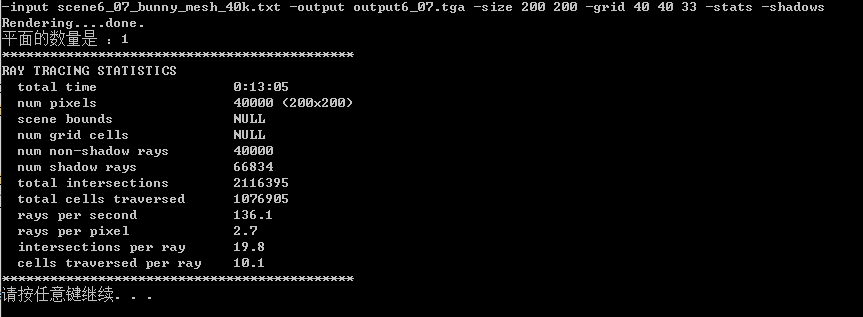 -input scene6_07_bunny_mesh_40k.txt -output output6_07.tga -size 200 200 -grid 40 40 33 -stats -shadows
Rendering....done.
平面的数量是 ：1
********************************************
RAY TRACING STATISTICS
total time 0:13:05
num pixels 40000 (200x200)
scene bounds NULL
num grid cells NULL
num non-shadow rays 40000
num shadow rays 66834
total intersections 2116395
total cells traversed 1076905
rays per second 136.1
rays per pixel 2.7
intersections per ray 19.8
cells traversed per ray 10.1
********************************************
请按任意键继续. . .